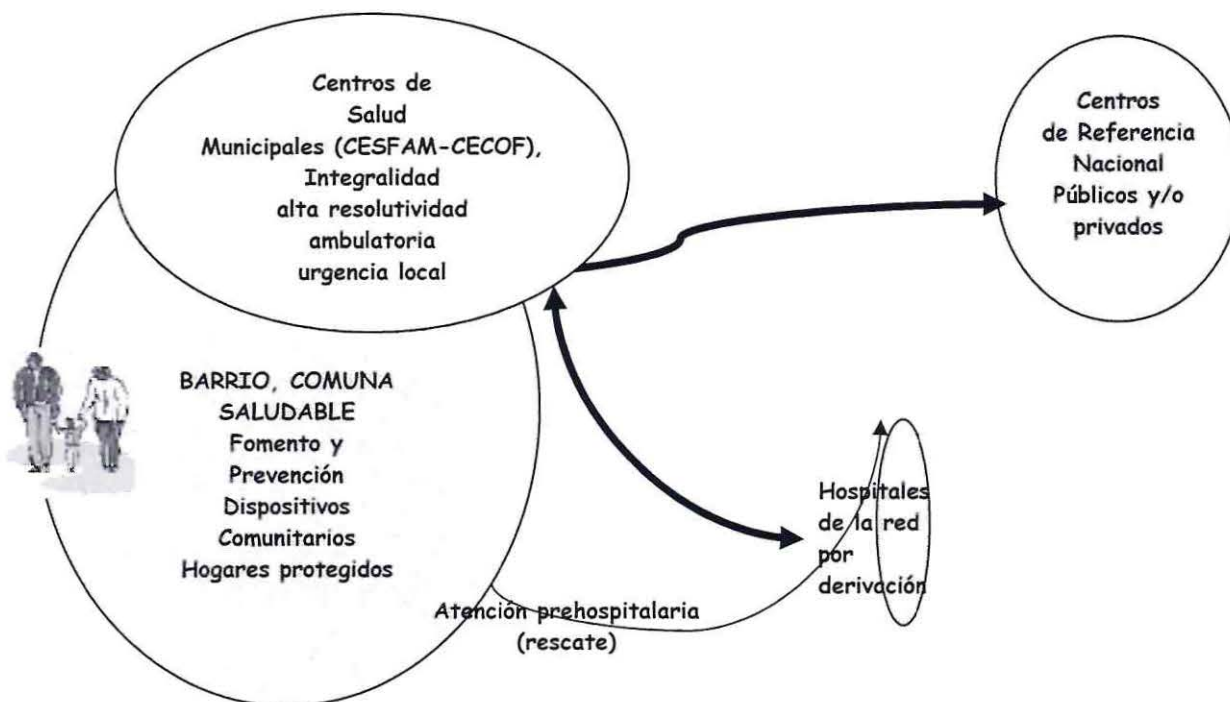 Centros de
Salud
Municipales (CESFAM-CECOF),
Integralidad
alta resolutividad
ambulatoria
urgencia local
Centros
de Referencia
Nacional
Públicos y/o
privados
BARRIO, COMUNA
SALUDABLE
Fomento y
Prevención
Dispositivos
Comunitarios
Hogares protegidos
Hospitales
de la red
por
derivación
Atención prehospitalaria
(rescate)